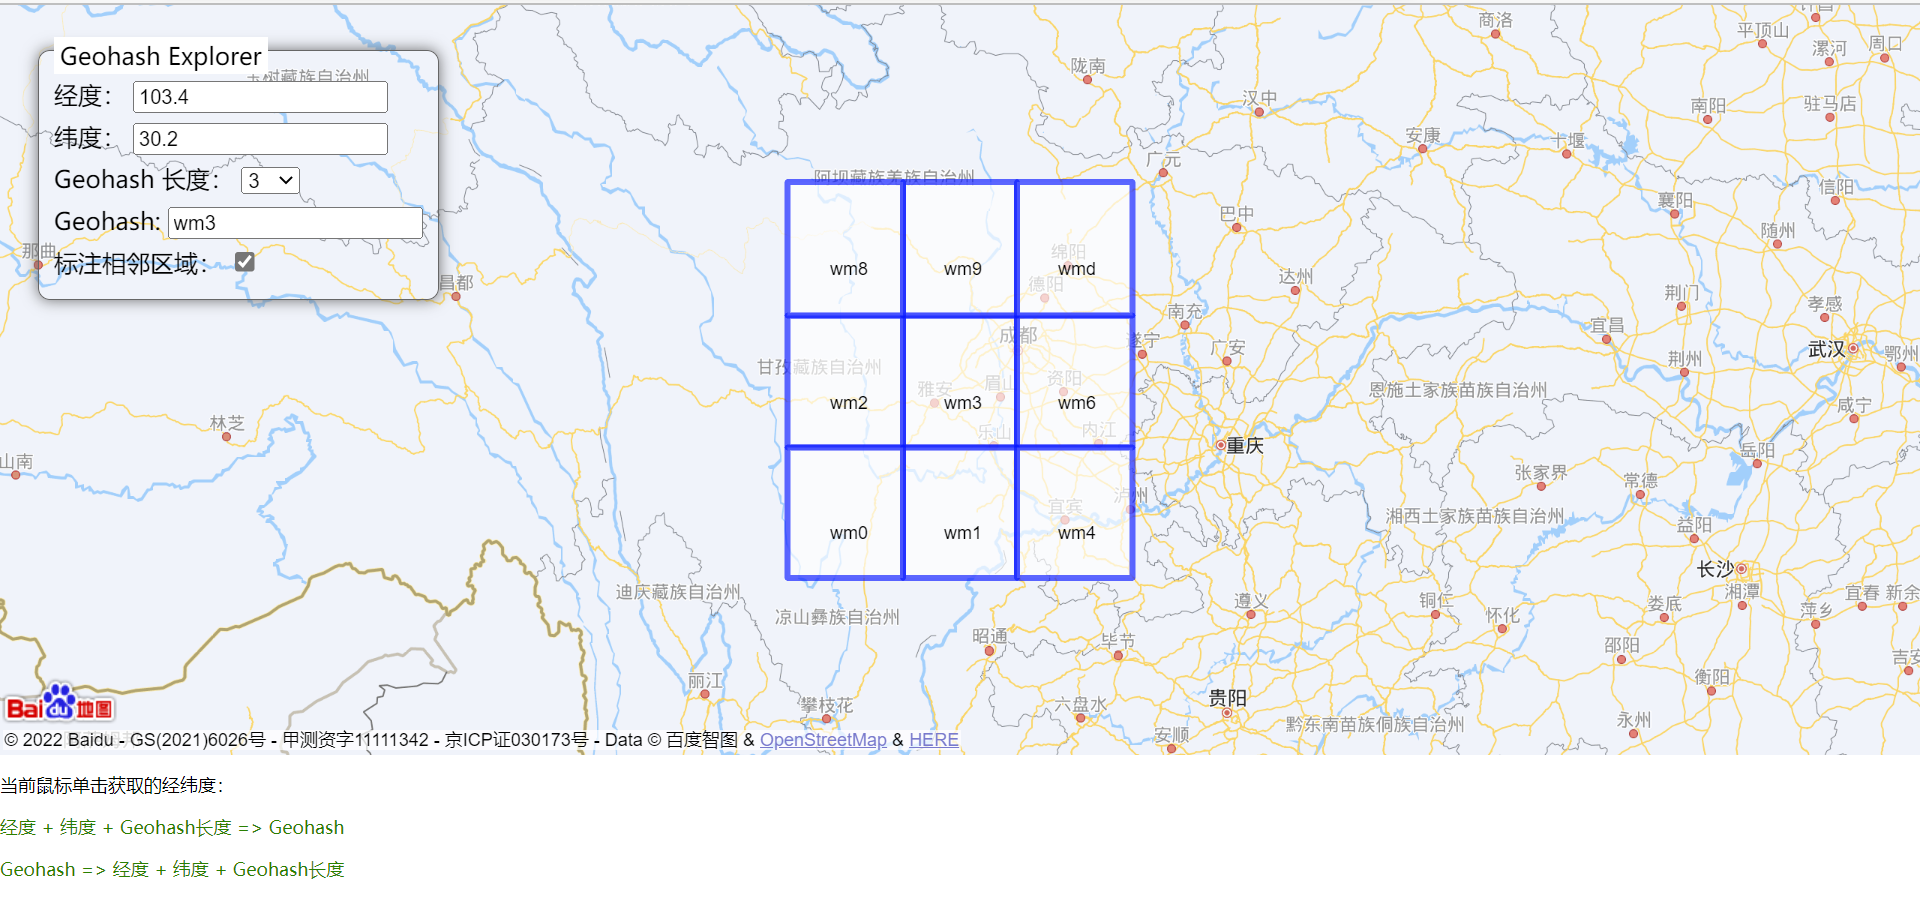 Geohash Explorer
经度： 103.4
纬度： 30.2
Geohash 长度： 3
Geohash: wm3
标注相邻区域：
玉树藏族自治州
那曲
昌都
林芝
山南
商洛
平顶山
许昌
漯河
周口
陇南
汉中
南阳
驻马店
安康
十堰
广元
阿坝藏族羌族自治州
信阳
襄阳
巴中
随州
绵阳
wm8
wm9
wmd
达州
德阳
荆门
孝感
南充
宜昌
成都
遂宁
广安
武汉
鄂州
荆州
甘孜藏族自治州
资阳
雅安
眉山
恩施土家族苗族自治州
wm2
wm3
wm6
咸宁
乐山
内江
重庆
岳阳
张家界
常德
泸州
宜宾
湘西土家族苗族自治州
益阳
wm0
wm1
wm4
长沙
湘潭
宜春
新余
迪庆藏族自治州
凉山彝族自治州
遵义
铜仁
怀化
娄底
萍乡
昭通
毕节
邵阳
吉安
衡阳
丽江
攀枝花
六盘水
贵阳
黔东南苗族侗族自治州
永州
安顺
Bai du 地图
© 2022 Baidu - GS(2021)6026号 - 甲测资字11111342 - 京ICP证030173号 - Data © 百度智图 & OpenStreetMap & HERE
当前鼠标单击获取的经纬度：
经度 + 纬度 + Geohash长度 => Geohash
Geohash => 经度 + 纬度 + Geohash长度